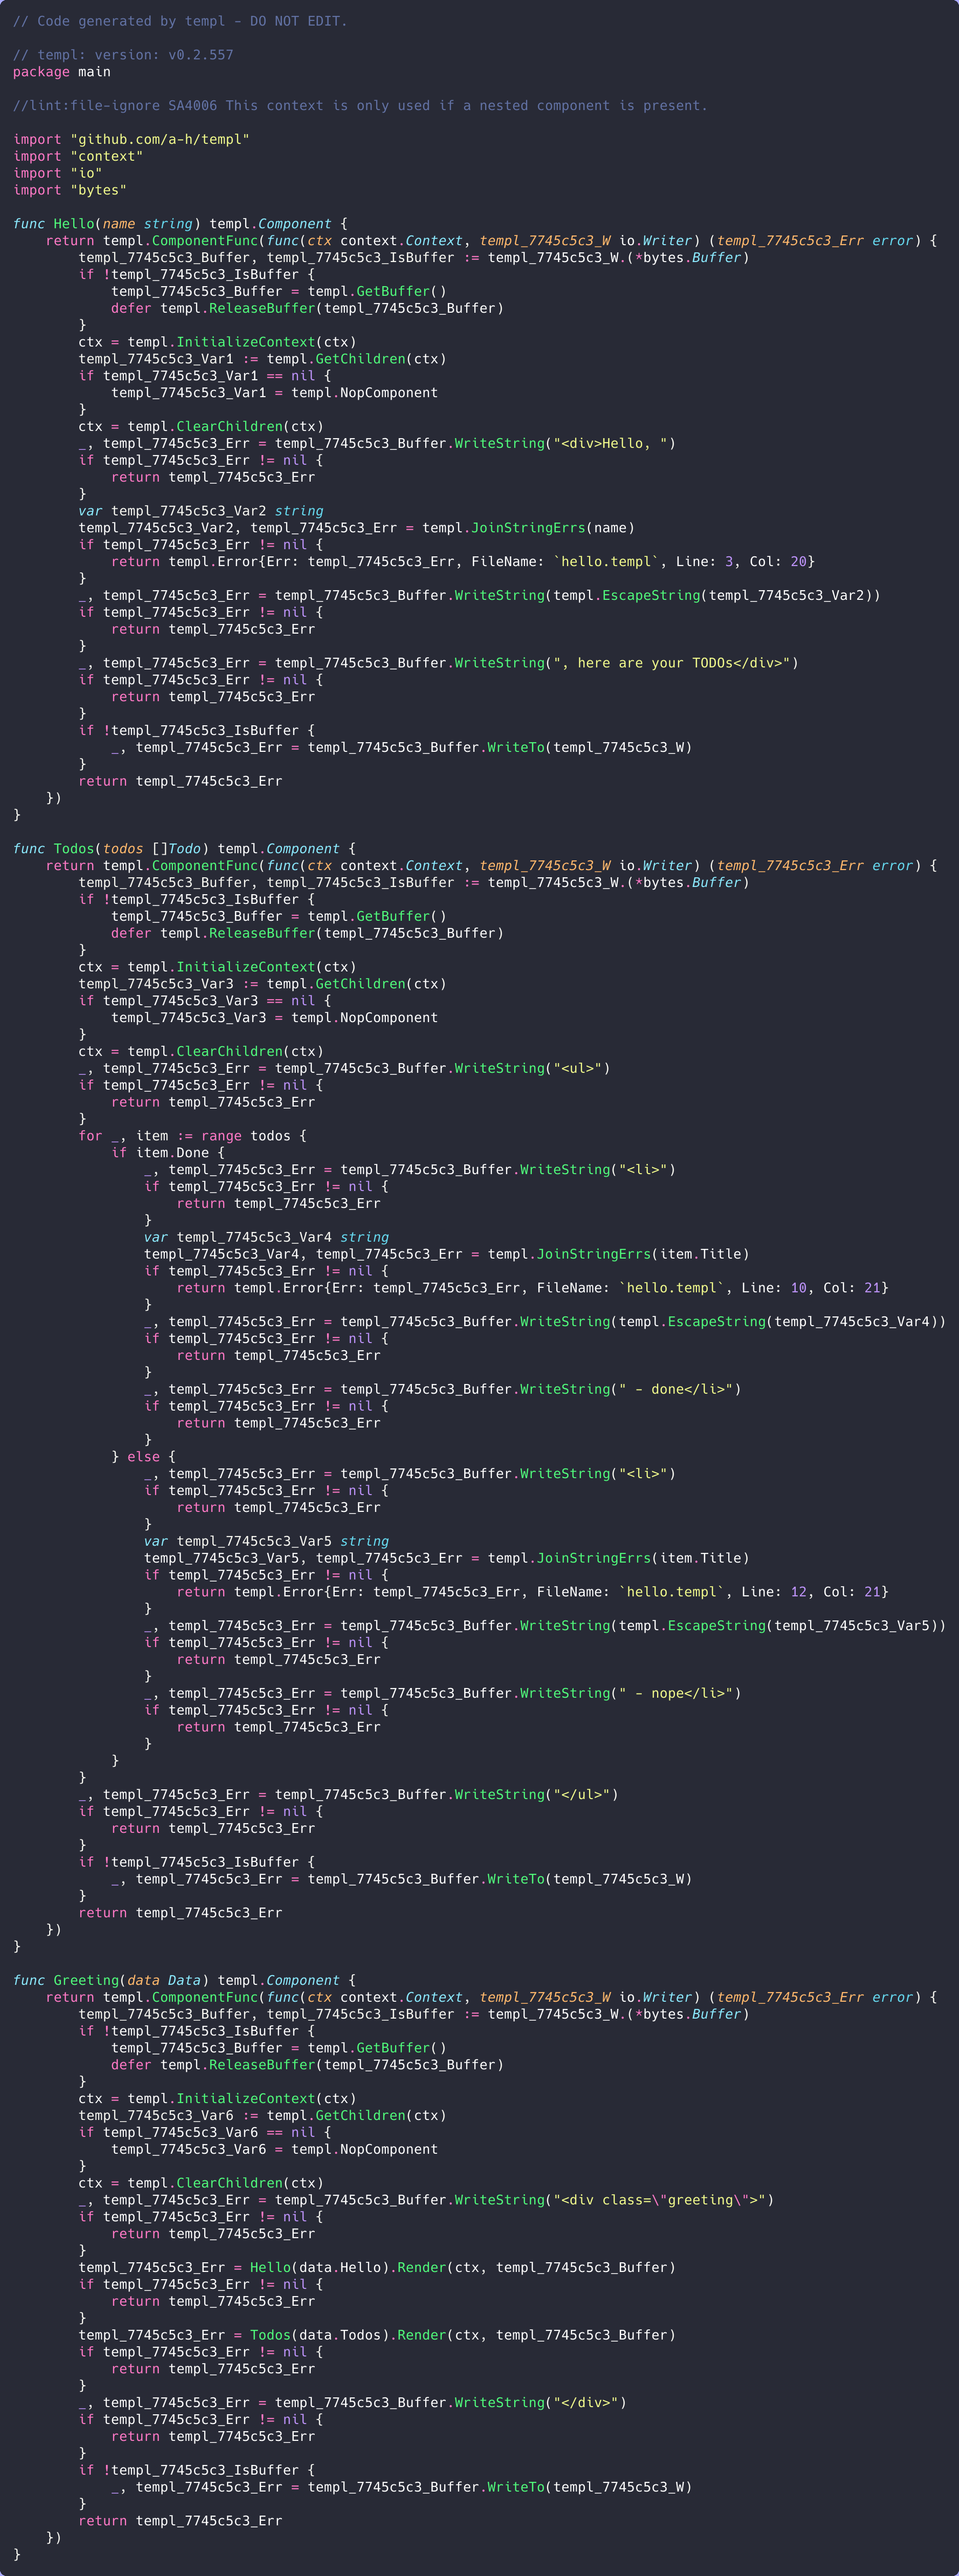 // Code generated by templ - DO NOT EDIT.

// templ: version: v0.2.557
package main

//lint:file-ignore SA4006 This context is only used if a nested component is present.

import "github.com/a-h/templ"
import "context"
import "io"
import "bytes"

func Hello(name string) templ.Component {
    return templ.ComponentFunc(func(ctx context.Context, templ_7745c5c3_W io.Writer) (templ_7745c5c3_Err error) {
        templ_7745c5c3_Buffer, templ_7745c5c3_IsBuffer := templ_7745c5c3_W.(*bytes.Buffer)
        if !templ_7745c5c3_IsBuffer {
            templ_7745c5c3_Buffer = templ.GetBuffer()
            defer templ.ReleaseBuffer(templ_7745c5c3_Buffer)
        }
        ctx = templ.InitializeContext(ctx)
        templ_7745c5c3_Var1 := templ.GetChildren(ctx)
        if templ_7745c5c3_Var1 == nil {
            templ_7745c5c3_Var1 = templ.NopComponent
        }
        ctx = templ.ClearChildren(ctx)
        _, templ_7745c5c3_Err = templ_7745c5c3_Buffer.WriteString("<div>Hello, ")
        if templ_7745c5c3_Err != nil {
            return templ_7745c5c3_Err
        }
        var templ_7745c5c3_Var2 string
        templ_7745c5c3_Var2, templ_7745c5c3_Err = templ.JoinStringErrs(name)
        if templ_7745c5c3_Err != nil {
            return templ.Error{Err: templ_7745c5c3_Err, FileName: `hello.templ`, Line: 3, Col: 20}
        }
        _, templ_7745c5c3_Err = templ_7745c5c3_Buffer.WriteString(templ.EscapeString(templ_7745c5c3_Var2))
        if templ_7745c5c3_Err != nil {
            return templ_7745c5c3_Err
        }
        _, templ_7745c5c3_Err = templ_7745c5c3_Buffer.WriteString(", here are your TODOs</div>")
        if templ_7745c5c3_Err != nil {
            return templ_7745c5c3_Err
        }
        if !templ_7745c5c3_IsBuffer {
            _, templ_7745c5c3_Err = templ_7745c5c3_Buffer.WriteTo(templ_7745c5c3_W)
        }
        return templ_7745c5c3_Err
    })
}

func Todos(todos []Todo) templ.Component {
    return templ.ComponentFunc(func(ctx context.Context, templ_7745c5c3_W io.Writer) (templ_7745c5c3_Err error) {
        templ_7745c5c3_Buffer, templ_7745c5c3_IsBuffer := templ_7745c5c3_W.(*bytes.Buffer)
        if !templ_7745c5c3_IsBuffer {
            templ_7745c5c3_Buffer = templ.GetBuffer()
            defer templ.ReleaseBuffer(templ_7745c5c3_Buffer)
        }
        ctx = templ.InitializeContext(ctx)
        templ_7745c5c3_Var3 := templ.GetChildren(ctx)
        if templ_7745c5c3_Var3 == nil {
            templ_7745c5c3_Var3 = templ.NopComponent
        }
        ctx = templ.ClearChildren(ctx)
        _, templ_7745c5c3_Err = templ_7745c5c3_Buffer.WriteString("<ul>")
        if templ_7745c5c3_Err != nil {
            return templ_7745c5c3_Err
        }
        for _, item := range todos {
            if item.Done {
                _, templ_7745c5c3_Err = templ_7745c5c3_Buffer.WriteString("<li>")
                if templ_7745c5c3_Err != nil {
                    return templ_7745c5c3_Err
                }
                var templ_7745c5c3_Var4 string
                templ_7745c5c3_Var4, templ_7745c5c3_Err = templ.JoinStringErrs(item.Title)
                if templ_7745c5c3_Err != nil {
                    return templ.Error{Err: templ_7745c5c3_Err, FileName: `hello.templ`, Line: 10, Col: 21}
                }
                _, templ_7745c5c3_Err = templ_7745c5c3_Buffer.WriteString(templ.EscapeString(templ_7745c5c3_Var4))
                if templ_7745c5c3_Err != nil {
                    return templ_7745c5c3_Err
                }
                _, templ_7745c5c3_Err = templ_7745c5c3_Buffer.WriteString(" - done</li>")
                if templ_7745c5c3_Err != nil {
                    return templ_7745c5c3_Err
                }
            } else {
                _, templ_7745c5c3_Err = templ_7745c5c3_Buffer.WriteString("<li>")
                if templ_7745c5c3_Err != nil {
                    return templ_7745c5c3_Err
                }
                var templ_7745c5c3_Var5 string
                templ_7745c5c3_Var5, templ_7745c5c3_Err = templ.JoinStringErrs(item.Title)
                if templ_7745c5c3_Err != nil {
                    return templ.Error{Err: templ_7745c5c3_Err, FileName: `hello.templ`, Line: 12, Col: 21}
                }
                _, templ_7745c5c3_Err = templ_7745c5c3_Buffer.WriteString(templ.EscapeString(templ_7745c5c3_Var5))
                if templ_7745c5c3_Err != nil {
                    return templ_7745c5c3_Err
                }
                _, templ_7745c5c3_Err = templ_7745c5c3_Buffer.WriteString(" - nope</li>")
                if templ_7745c5c3_Err != nil {
                    return templ_7745c5c3_Err
                }
            }
        }
        _, templ_7745c5c3_Err = templ_7745c5c3_Buffer.WriteString("</ul>")
        if templ_7745c5c3_Err != nil {
            return templ_7745c5c3_Err
        }
        if !templ_7745c5c3_IsBuffer {
            _, templ_7745c5c3_Err = templ_7745c5c3_Buffer.WriteTo(templ_7745c5c3_W)
        }
        return templ_7745c5c3_Err
    })
}

func Greeting(data Data) templ.Component {
    return templ.ComponentFunc(func(ctx context.Context, templ_7745c5c3_W io.Writer) (templ_7745c5c3_Err error) {
        templ_7745c5c3_Buffer, templ_7745c5c3_IsBuffer := templ_7745c5c3_W.(*bytes.Buffer)
        if !templ_7745c5c3_IsBuffer {
            templ_7745c5c3_Buffer = templ.GetBuffer()
            defer templ.ReleaseBuffer(templ_7745c5c3_Buffer)
        }
        ctx = templ.InitializeContext(ctx)
        templ_7745c5c3_Var6 := templ.GetChildren(ctx)
        if templ_7745c5c3_Var6 == nil {
            templ_7745c5c3_Var6 = templ.NopComponent
        }
        ctx = templ.ClearChildren(ctx)
        _, templ_7745c5c3_Err = templ_7745c5c3_Buffer.WriteString("<div class=\"greeting\">")
        if templ_7745c5c3_Err != nil {
            return templ_7745c5c3_Err
        }
        templ_7745c5c3_Err = Hello(data.Hello).Render(ctx, templ_7745c5c3_Buffer)
        if templ_7745c5c3_Err != nil {
            return templ_7745c5c3_Err
        }
        templ_7745c5c3_Err = Todos(data.Todos).Render(ctx, templ_7745c5c3_Buffer)
        if templ_7745c5c3_Err != nil {
            return templ_7745c5c3_Err
        }
        _, templ_7745c5c3_Err = templ_7745c5c3_Buffer.WriteString("</div>")
        if templ_7745c5c3_Err != nil {
            return templ_7745c5c3_Err
        }
        if !templ_7745c5c3_IsBuffer {
            _, templ_7745c5c3_Err = templ_7745c5c3_Buffer.WriteTo(templ_7745c5c3_W)
        }
        return templ_7745c5c3_Err
    })
}